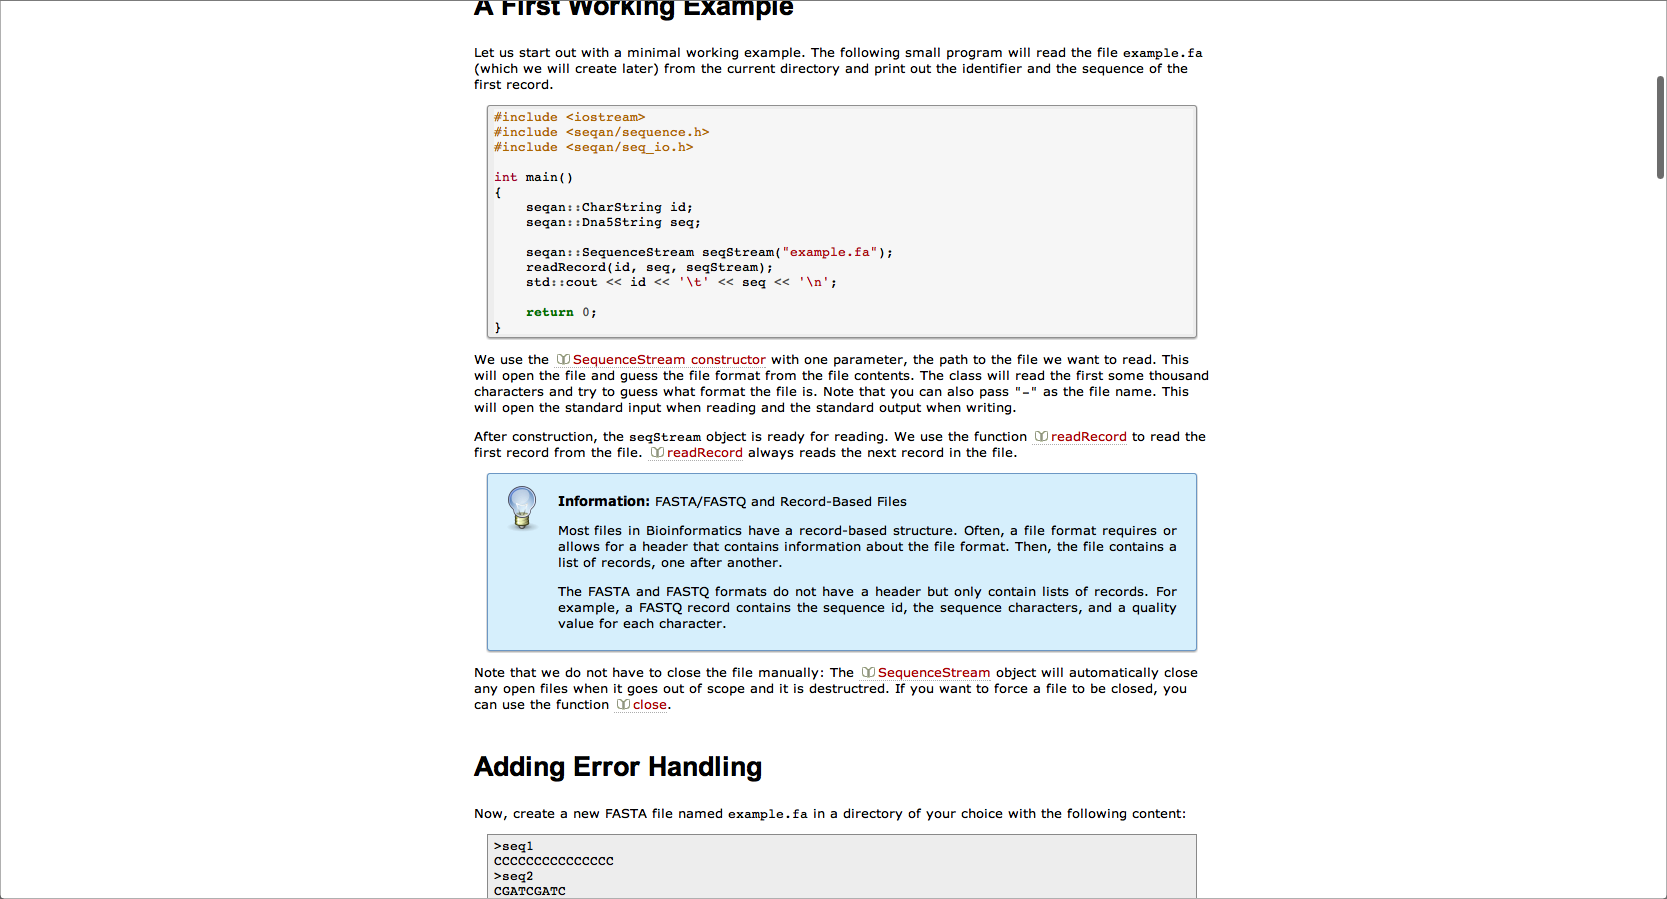 A First Working Example
Let us start out with a minimal working example. The following small program will read the file example.fa
(which we will create later) from the current directory and print out the identifier and the sequence of the
first record.
#include <iostream>
#include <seqan/sequence.h>
#include <seqan/seq_io.h>
int main()
{
    seqan::CharString id;
    seqan::Dna5String seq;
    seqan::SequenceStream seqStream("example.fa");
    readRecord(id, seq, seqStream);
    std::cout << id << '\t' << seq << '\n';
    return 0;
}
We use the SequenceStream constructor with one parameter, the path to the file we want to read. This
will open the file and guess the file format from the file contents. The class will read the first some thousand
characters and try to guess what format the file is. Note that you can also pass "-" as the file name. This
will open the standard input when reading and the standard output when writing.
After construction, the seqStream object is ready for reading. We use the function readRecord to read the
first record from the file. readRecord always reads the next record in the file.
Information: FASTA/FASTQ and Record-Based Files
Most files in Bioinformatics have a record-based structure. Often, a file format requires or
allows for a header that contains information about the file format. Then, the file contains a
list of records, one after another.
The FASTA and FASTQ formats do not have a header but only contain lists of records. For
example, a FASTQ record contains the sequence id, the sequence characters, and a quality
value for each character.
Note that we do not have to close the file manually: The SequenceStream object will automatically close
any open files when it goes out of scope and it is destructred. If you want to force a file to be closed, you
can use the function close.
Adding Error Handling
Now, create a new FASTA file named example.fa in a directory of your choice with the following content:
>seq1
CCCCCCCCCCCCCCC
>seq2
CGATCGATC